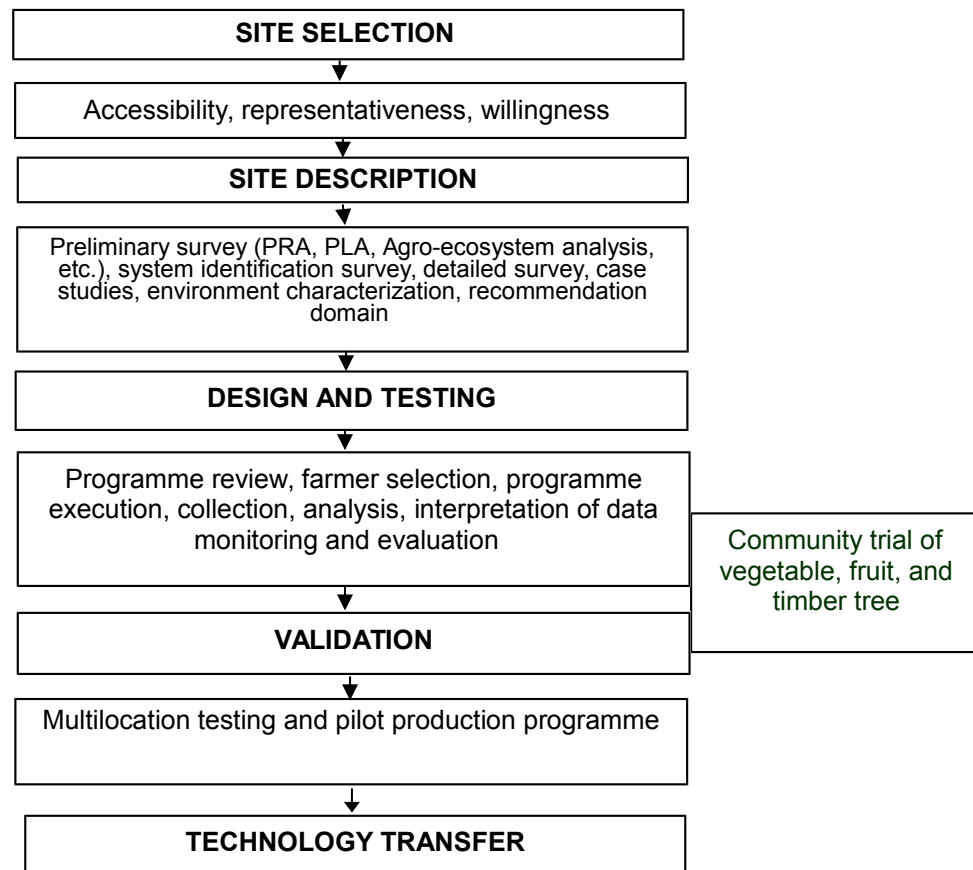 SITE SELECTION
Accessibility, representativeness, willingness
SITE DESCRIPTION
Preliminary survey (PRA, PLA, Agro-ecosystem analysis,
etc.), system identification survey, detailed survey, case
studies, environment characterization, recommendation
domain
DESIGN AND TESTING
Programme review, farmer selection, programme
execution, collection, analysis, interpretation of data
monitoring and evaluation
Community trial of
vegetable, fruit, and
timber tree
VALIDATION
Multilocation testing and pilot production programme
TECHNOLOGY TRANSFER